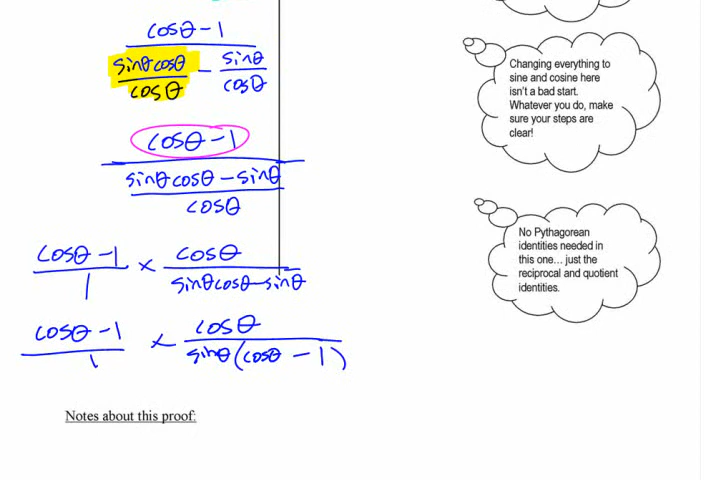 cosθ - 1
sinθcosθ - sinθ
cosθ cosθ
cosθ - 1
sinθcosθ - sinθ
cosθ
cosθ - 1 × cosθ
1 sinθcosθ - sinθ
cosθ - 1 × cosθ
1 sinθ(cosθ - 1)
Notes about this proof:
Changing everything to
sine and cosine here
isn't a bad start.
Whatever you do, make
sure your steps are
clear!
No Pythagorean
identities needed in
this one... just the
reciprocal and quotient
identities.